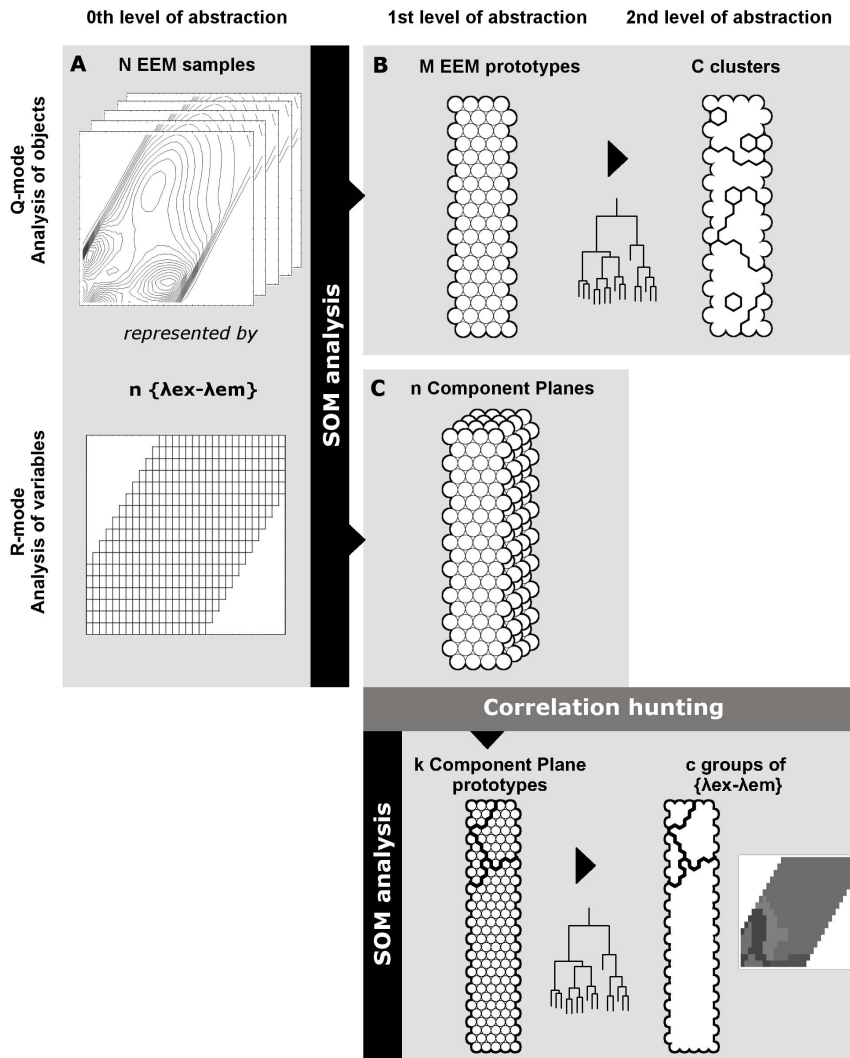 0th level of abstraction
1st level of abstraction
2nd level of abstraction
Q-mode
Analysis of objects
A
N EEM samples
represented by
R-mode
Analysis of variables
n {λex-λem}
SOM analysis
B
M EEM prototypes
C clusters
C
n Component Planes
Correlation hunting
SOM analysis
k Component Plane
prototypes
c groups of
{λex-λem}